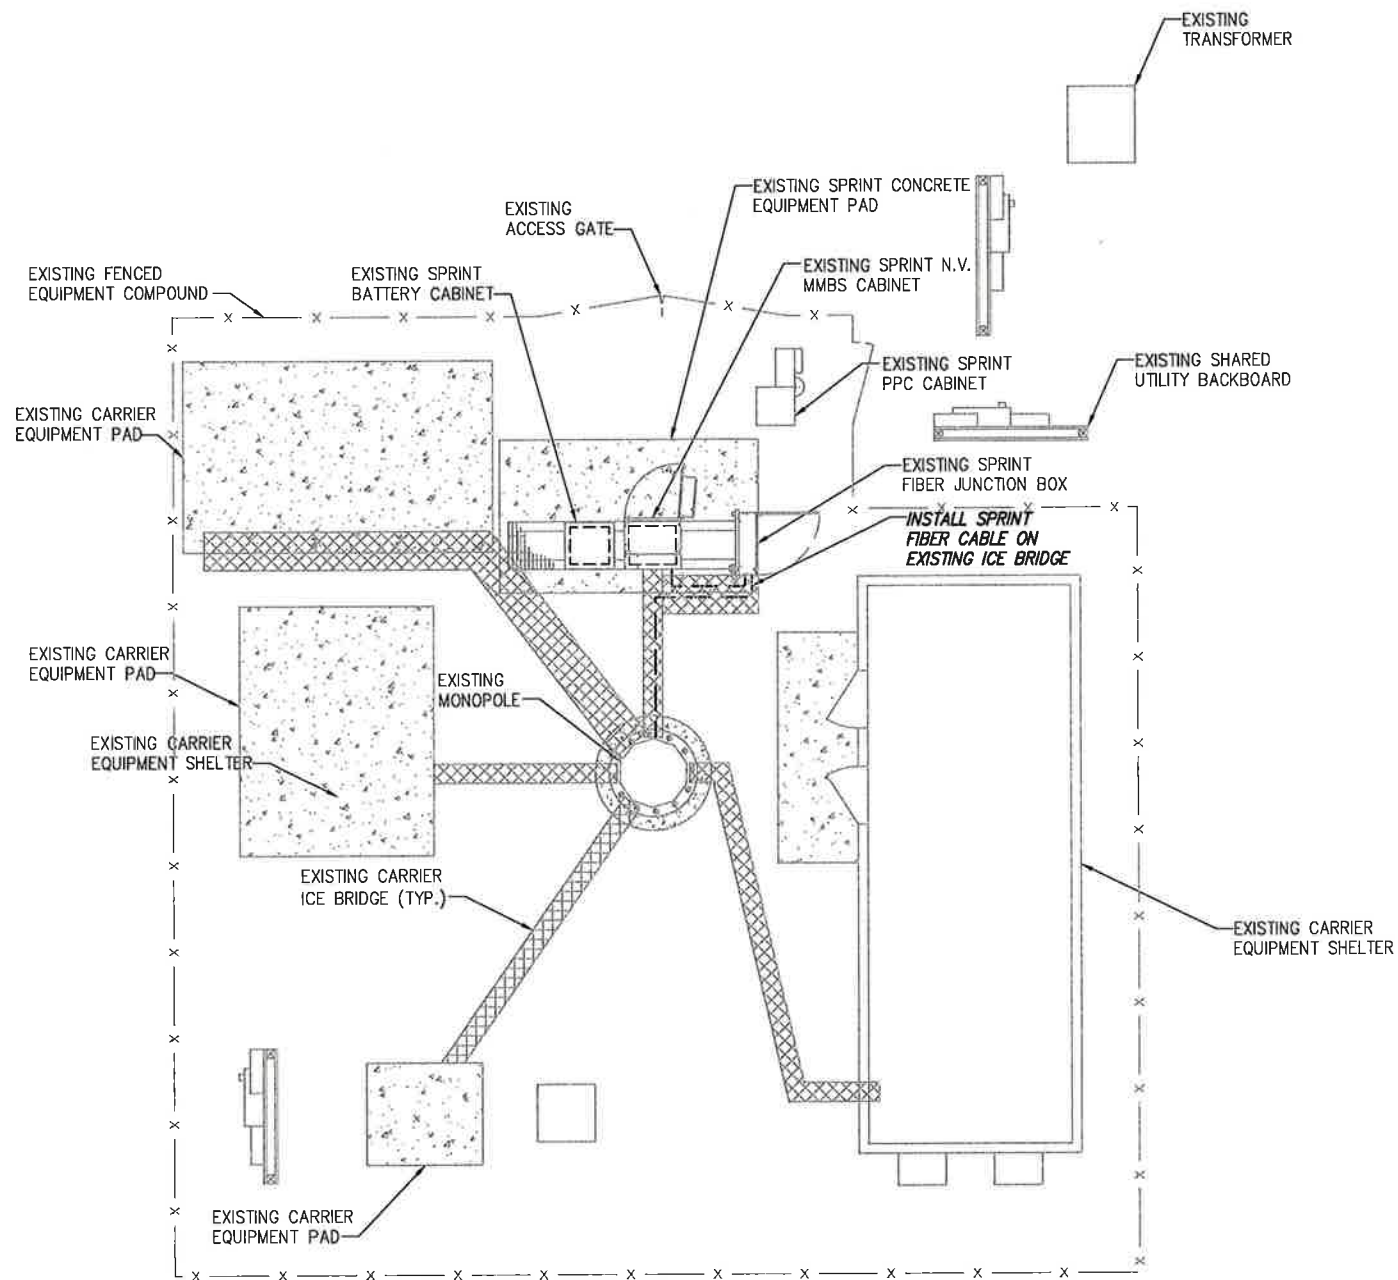 EXISTING
TRANSFORMER
EXISTING SPRINT CONCRETE
EQUIPMENT PAD
EXISTING
ACCESS GATE
EXISTING FENCED
EQUIPMENT COMPOUND
EXISTING SPRINT
BATTERY CABINET
EXISTING SPRINT N.V.
MMBS CABINET
EXISTING SPRINT
PPC CABINET
EXISTING SHARED
UTILITY BACKBOARD
EXISTING CARRIER
EQUIPMENT PAD
EXISTING SPRINT
FIBER JUNCTION BOX
INSTALL SPRINT
FIBER CABLE ON
EXISTING ICE BRIDGE
EXISTING CARRIER
EQUIPMENT PAD
EXISTING
MONOPOLE
EXISTING CARRIER
EQUIPMENT SHELTER
EXISTING CARRIER
ICE BRIDGE (TYP.)
EXISTING CARRIER
EQUIPMENT SHELTER
EXISTING CARRIER
EQUIPMENT PAD